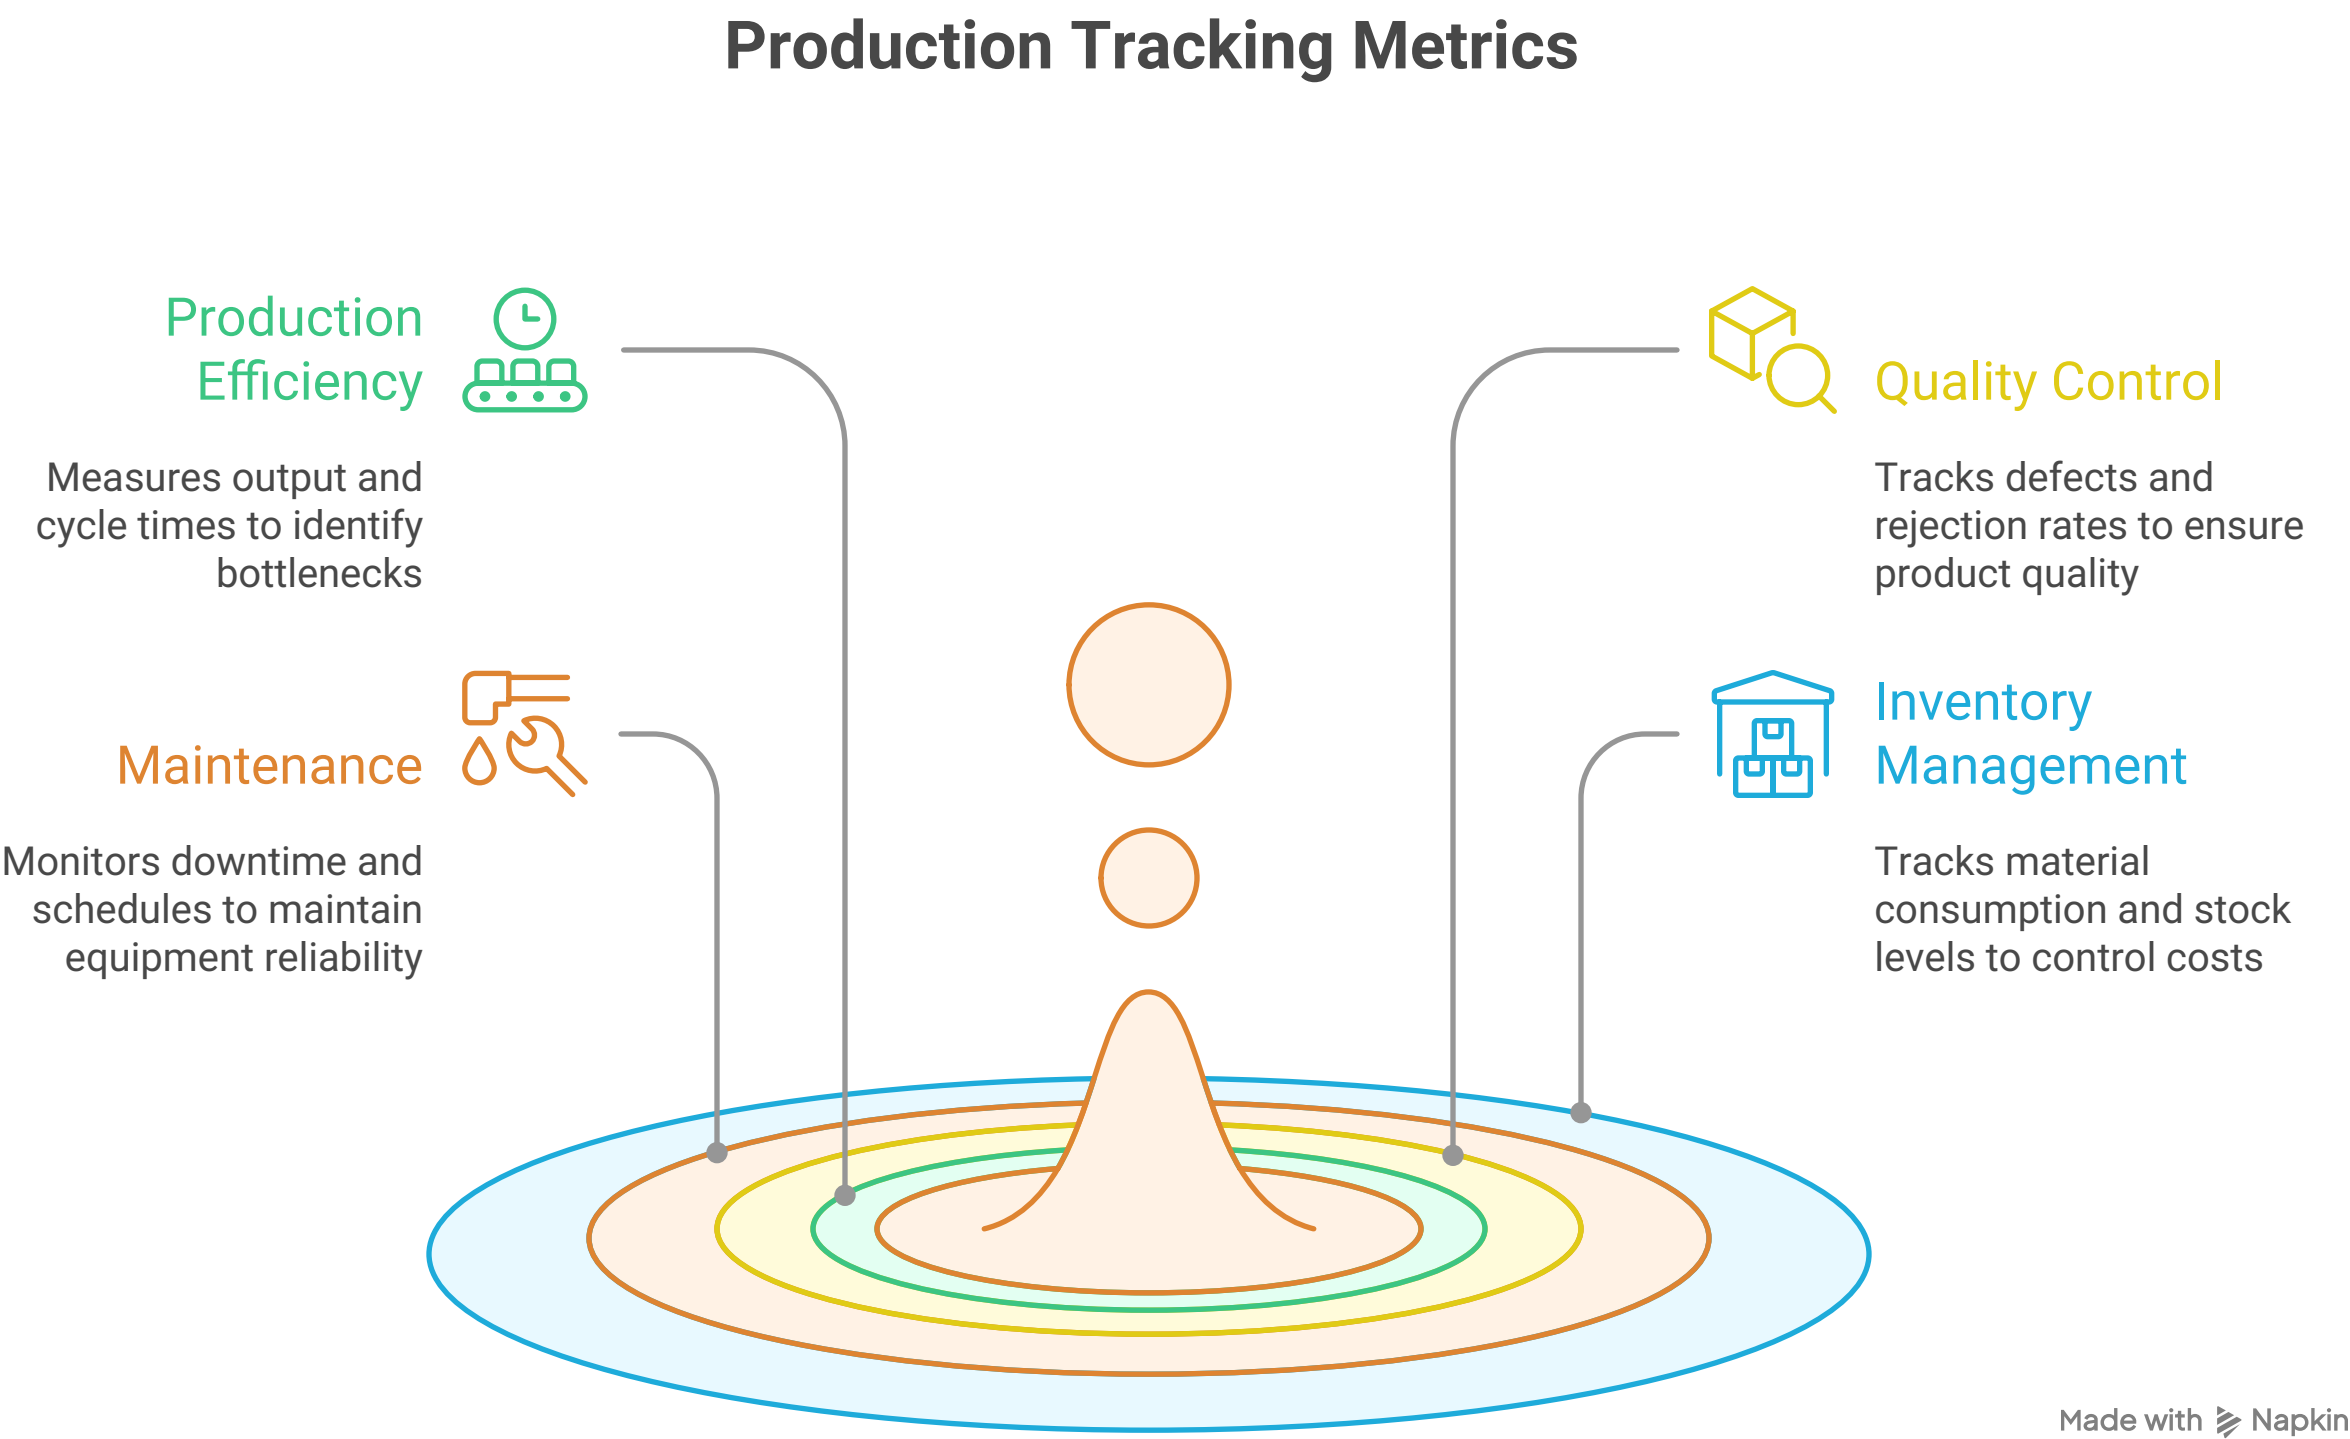 Production Tracking Metrics
Production
Efficiency
Measures output and
cycle times to identify
bottlenecks
Maintenance
Monitors downtime and
schedules to maintain
equipment reliability
Quality Control
Tracks defects and
rejection rates to ensure
product quality
Inventory
Management
Tracks material
consumption and stock
levels to control costs
Made with Napkin